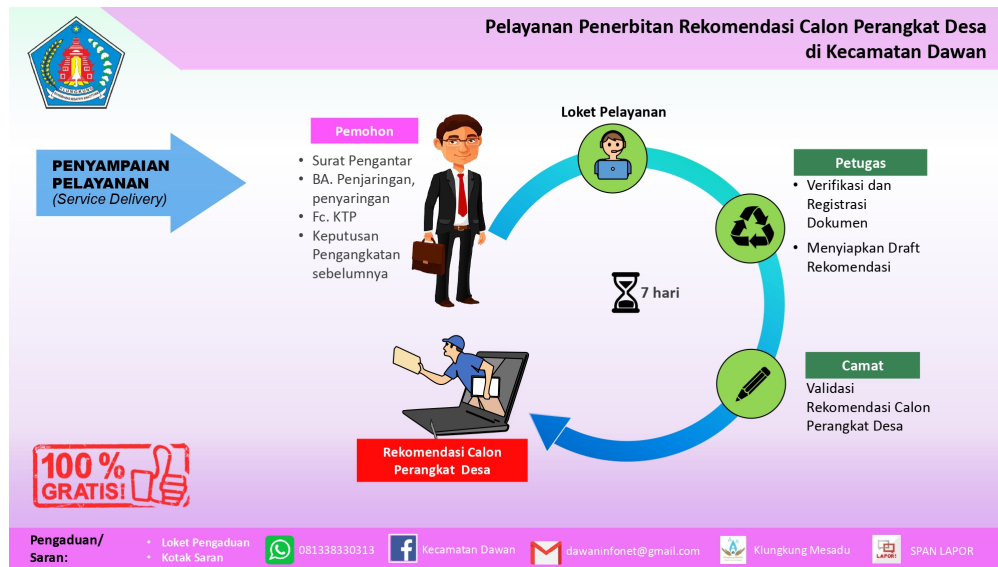 Pelayanan Penerbitan Rekomendasi Calon Perangkat Desa
di Kecamatan Dawan
KLUNGKUNG
PENYAMPAIAN
PELAYANAN
(Service Delivery)
Pemohon
• Surat Pengantar
• BA. Penjaringan,
penyaringan
• Fc. KTP
• Keputusan
Pengangkatan
sebelumnya
Loket Pelayanan
Petugas
• Verifikasi dan
Registrasi
Dokumen
• Menyiapkan Draft
Rekomendasi
7 hari
Camat
Validasi
Rekomendasi Calon
Perangkat Desa
Rekomendasi Calon
Perangkat Desa
100 %
GRATIS!
Pengaduan/
Saran:
• Loket Pengaduan
• Kotak Saran
081338330313
Kecamatan Dawan
dawaninfonet@gmail.com
Klungkung Mesadu
LAPOR!
SPAN LAPOR